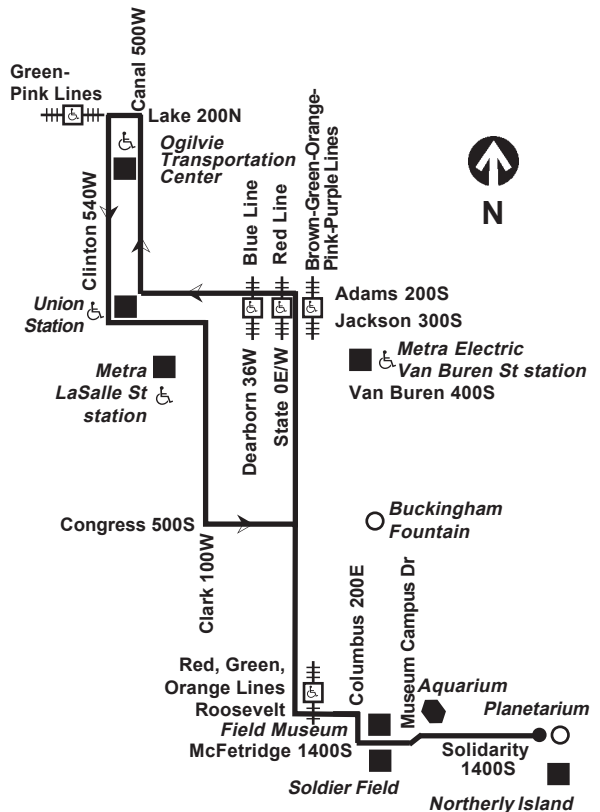 Canal 500W
Green-
Pink Lines
Lake 200N
Ogilvie
Transportation
Center
Clinton 540W
N
Blue Line
Red Line
Brown-Green-Orange-
Pink-Purple Lines
Union
Station
Adams 200S
Jackson 300S
Metra Electric
Van Buren St station
Van Buren 400S
Metra
LaSalle St
station
Dearborn 36W
State 0E/W
Congress 500S
Clark 100W
Buckingham
Fountain
Columbus 200E
Museum Campus Dr
Red, Green,
Orange Lines
Roosevelt
Field Museum
McFetridge 1400S
Soldier Field
Aquarium
Planetarium
Solidarity
1400S
Northerly Island